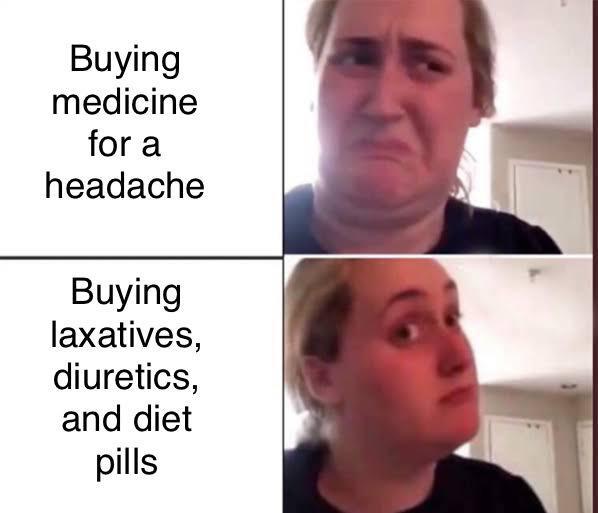 Buying
medicine
for a
headache
Buying
laxatives,
diuretics,
and diet
pills